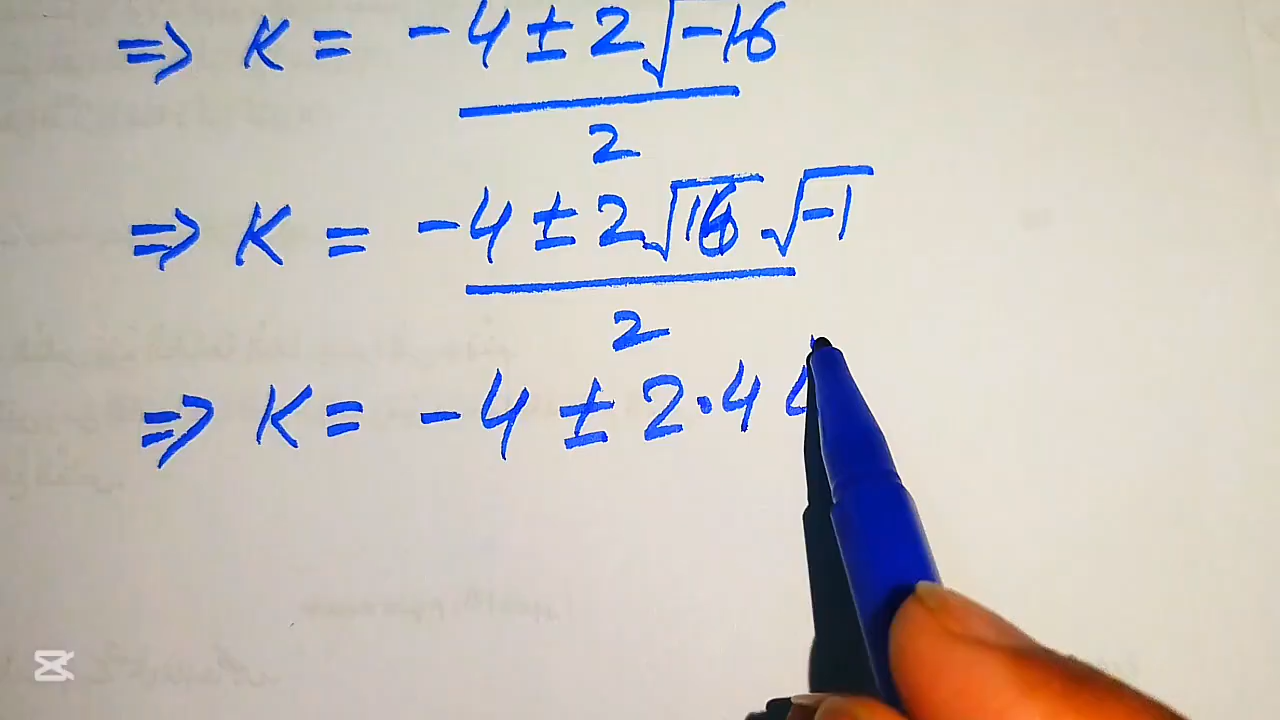 ⇒ K = -4 ± 2√-16
2
⇒ K = -4 ± 2√16 . √-1
2
⇒ K = -4 ± 2·4